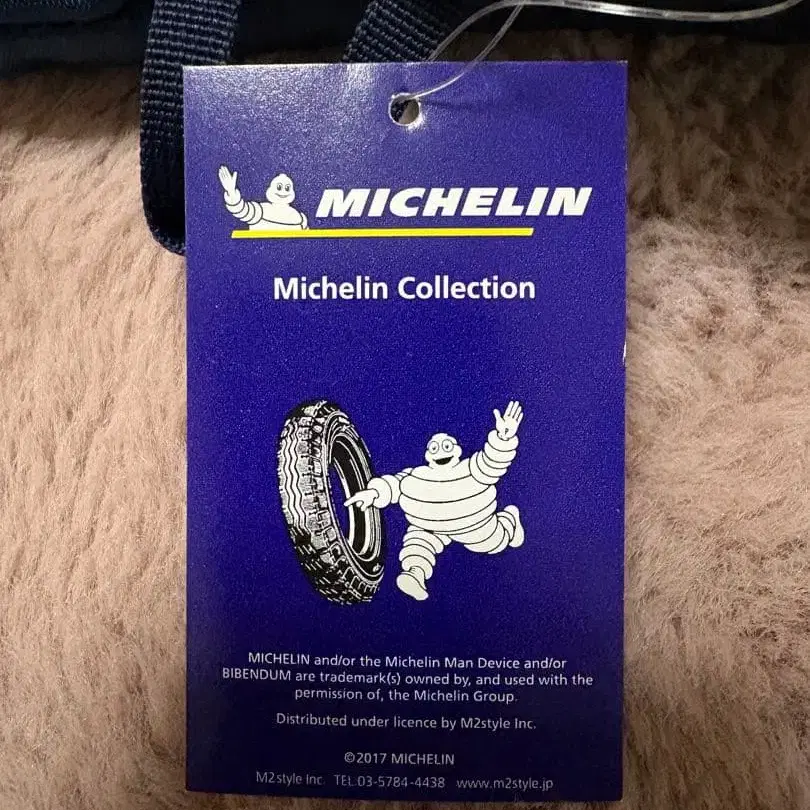 MICHELIN
Michelin Collection
MICHELIN and/or the Michelin Man Device and/or
BIBENDUM are trademark(s) owned by, and used with the
permission of, the Michelin Group.
Distributed under licence by M2style Inc.
©2017 MICHELIN
M2style Inc. TEL.03-5784-4438 www.m2style.jp